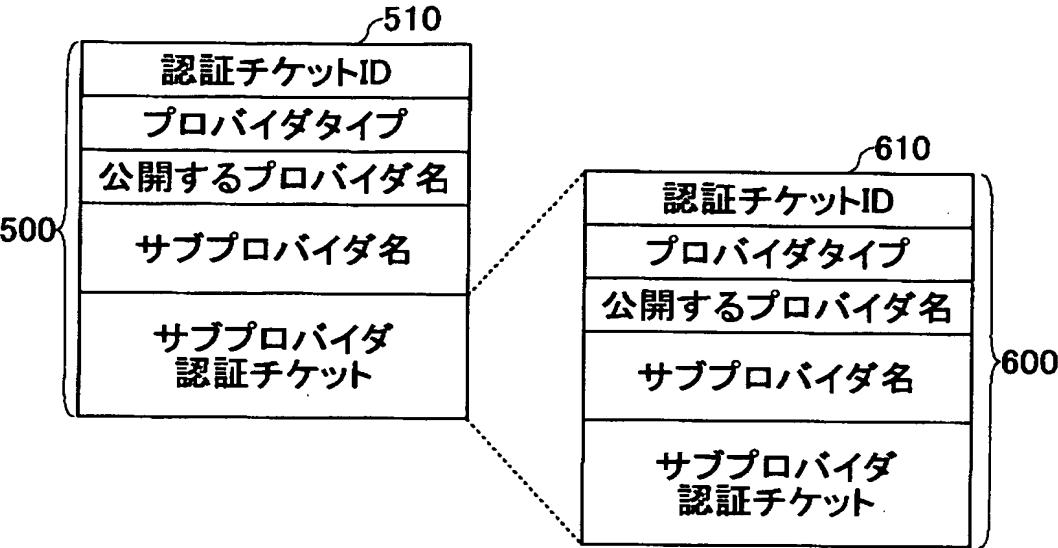 510
認証チケットID
プロバイダタイプ
公開するプロバイダ名
サブプロバイダ名
サブプロバイダ
認証チケット
500
610
認証チケットID
プロバイダタイプ
公開するプロバイダ名
サブプロバイダ名
サブプロバイダ
認証チケット
600